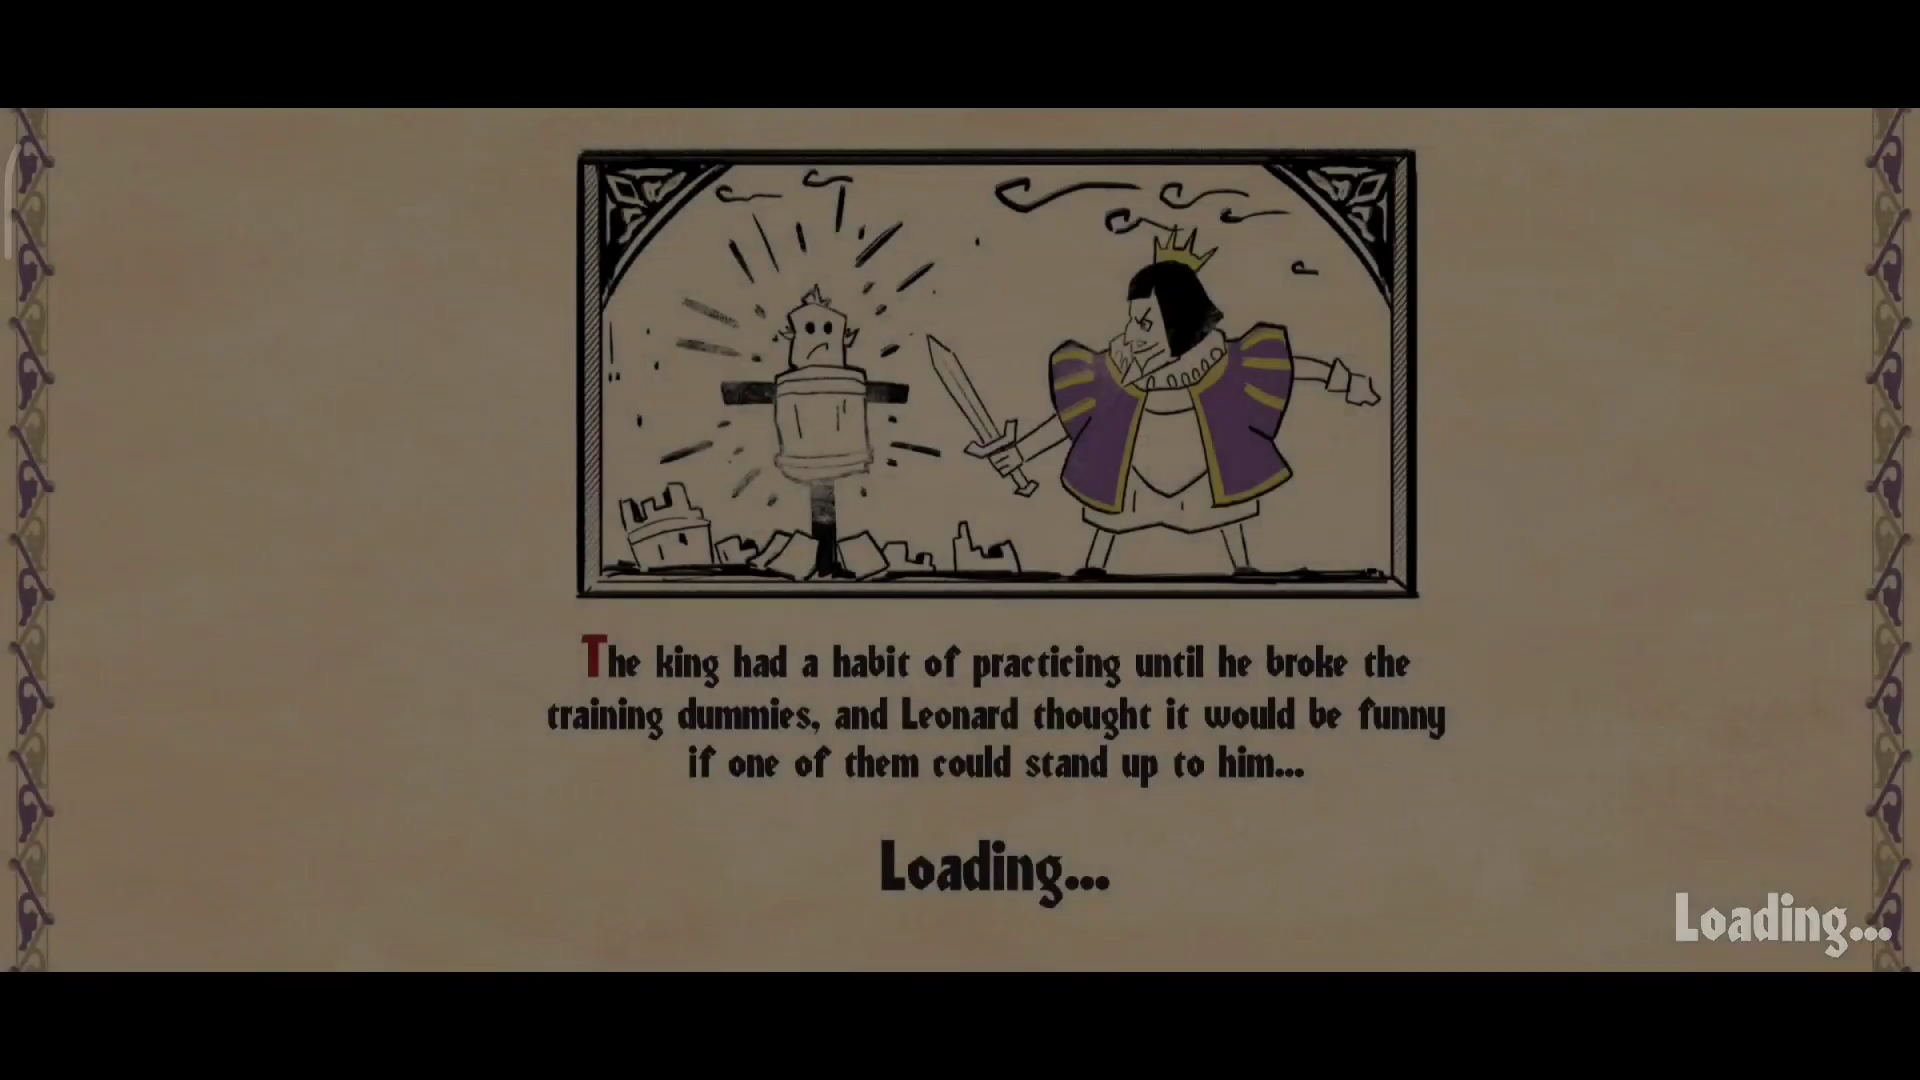 The king had a habit of practicing until he broke the
training dummies, and Leonard thought it would be funny
if one of them could stand up to him...
Loading...
Loading...